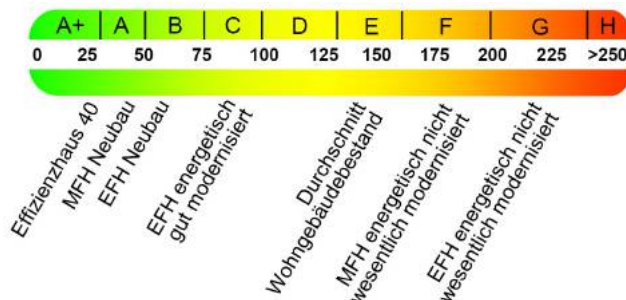 A+ A B C D E F G H
0 25 50 75 100 125 150 175 200 225 >250
Effizienzhaus 40
MFH Neubau
EFH Neubau
EFH energetisch
gut modernisiert
Durchschnitt
Wohngebäudebestand
MFH energetisch nicht
wesentlich modernisiert
EFH energetisch nicht
wesentlich modernisiert